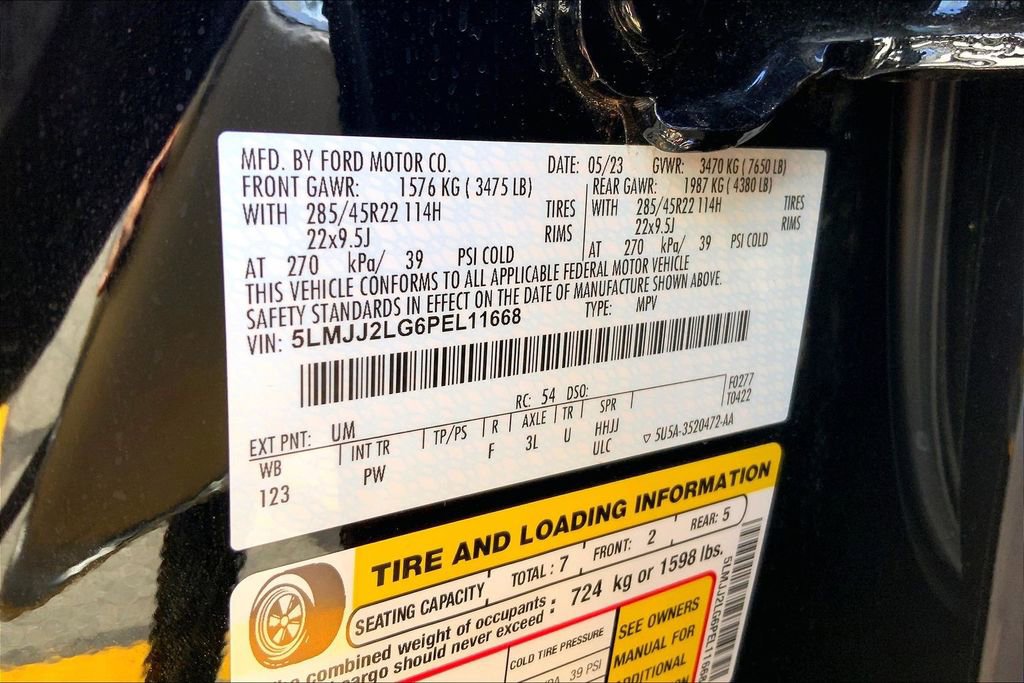 MFD. BY FORD MOTOR CO. DATE: 05/23 GVWR: 3470 KG ( 7650 LB)
FRONT GAWR: 1576 KG ( 3475 LB) REAR GAWR: 1987 KG ( 4380 LB)
WITH 285/45R22 114H TIRES WITH 285/45R22 114H TIRES
22x9.5J RIMS 22x9.5J RIMS
AT 270 kPa/ 39 PSI COLD AT 270 kPa/ 39 PSI COLD
THIS VEHICLE CONFORMS TO ALL APPLICABLE FEDERAL MOTOR VEHICLE
SAFETY STANDARDS IN EFFECT ON THE DATE OF MANUFACTURE SHOWN ABOVE.
VIN: 5LMJJ2LG6PEL11668 TYPE: MPV
EXT PNT: UM RC: 54 DSO: F0277
WB INT TR TP/PS R AXLE TR SPR T0422
123 PW F 3L U HHJJ
ULC ▽ 5U5A-3520472-AA
TIRE AND LOADING INFORMATION
SEATING CAPACITY TOTAL : 7 FRONT: 2 REAR: 5
combined weight of occupants : 724 kg or 1598 lbs.
cargo should never exceed
COLD TIRE PRESSURE SEE OWNERS
39 PSI MANUAL FOR
ADDITIONAL